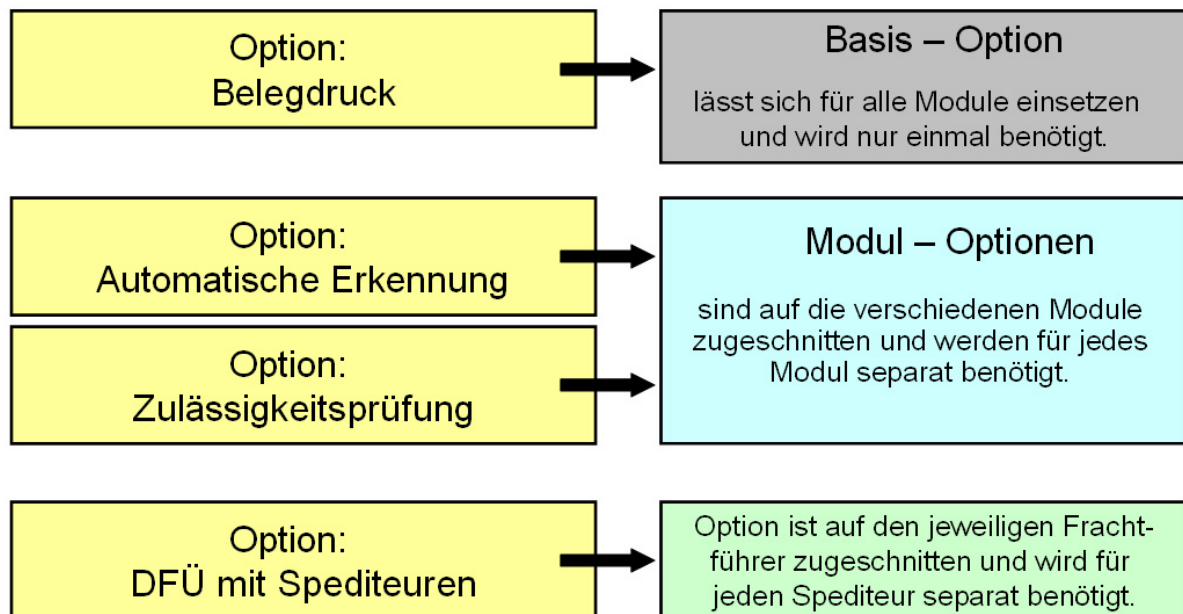 Option:
Belegdruck
Basis – Option
lässt sich für alle Module einsetzen
und wird nur einmal benötigt.
Option:
Automatische Erkennung
Option:
Zulässigkeitsprüfung
Modul – Optionen
sind auf die verschiedenen Module
zugeschnitten und werden für jedes
Modul separat benötigt.
Option:
DFÜ mit Spediteuren
Option ist auf den jeweiligen Fracht-
führer zugeschnitten und wird für
jeden Spediteur separat benötigt.